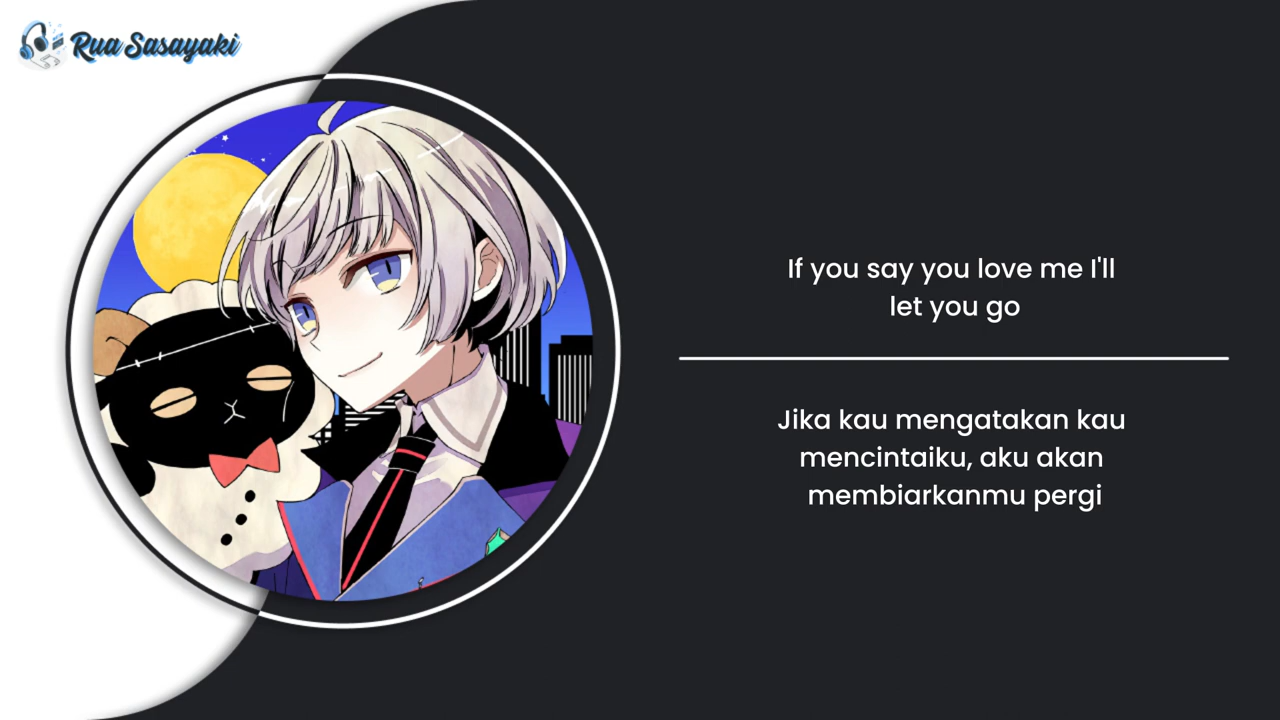 Rua Sasayaki
If you say you love me I'll
let you go
Jika kau mengatakan kau
mencintaiku, aku akan
membiarkanmu pergi